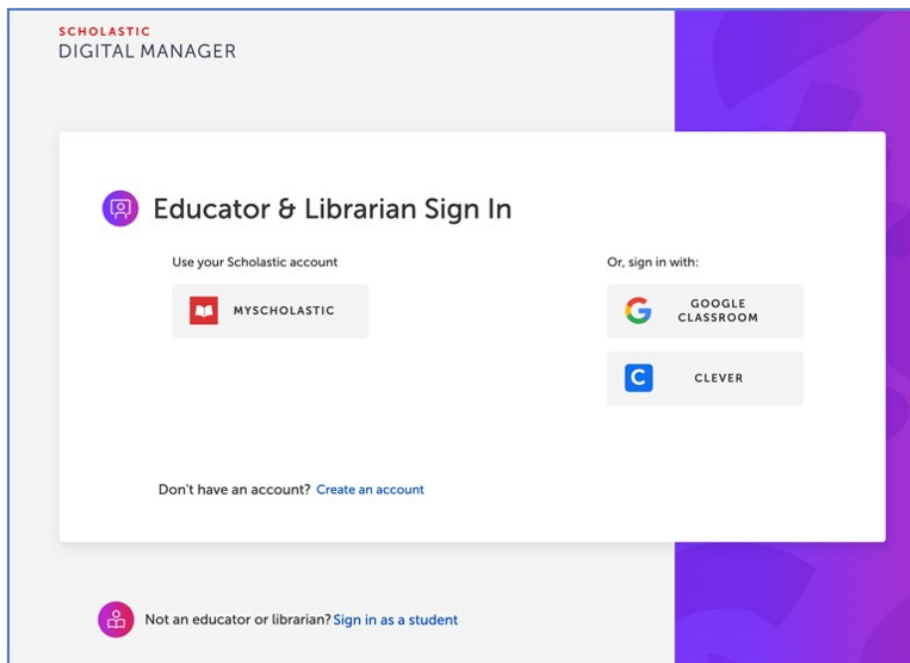 SCHOLASTIC
DIGITAL MANAGER
Educator & Librarian Sign In
Use your Scholastic account
MYSCHOLASTIC
Or, sign in with:
G
GOOGLE
CLASSROOM
C
CLEVER
Don't have an account? Create an account
Not an educator or librarian? Sign in as a student